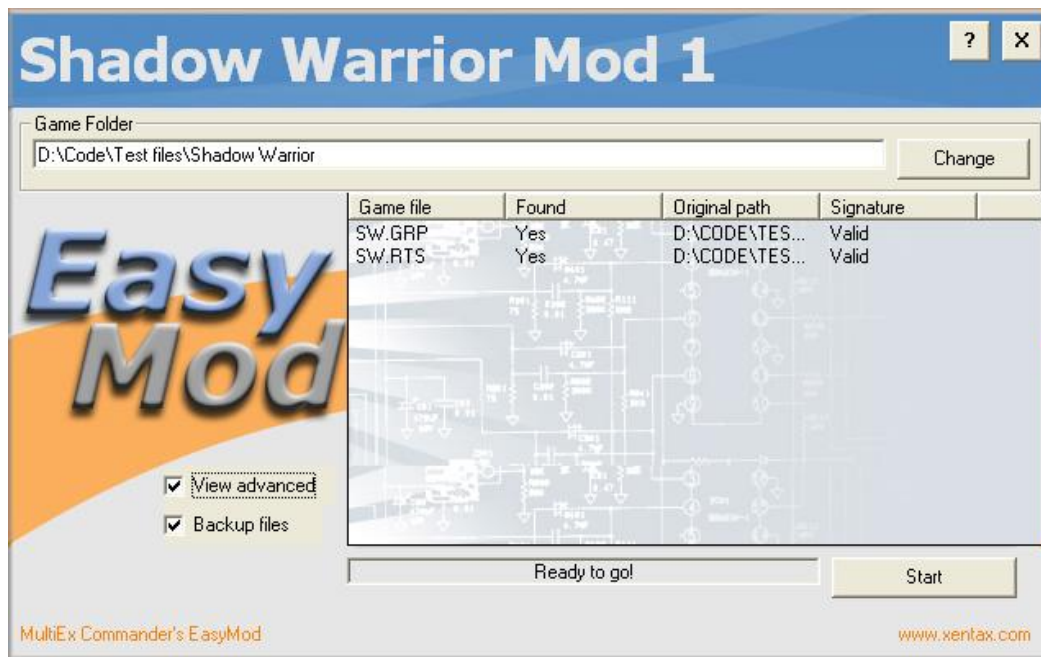 Shadow Warrior Mod 1
? X
Game Folder
D:\Code\Test files\Shadow Warrior
Change
Game file Found Original path Signature
SW.GRP Yes D:\CODE\TES... Valid
SW.RTS Yes D:\CODE\TES... Valid
Easy
Mod
View advanced
Backup files
Ready to go!
Start
MultiEx Commander's EasyMod
www.xentax.com